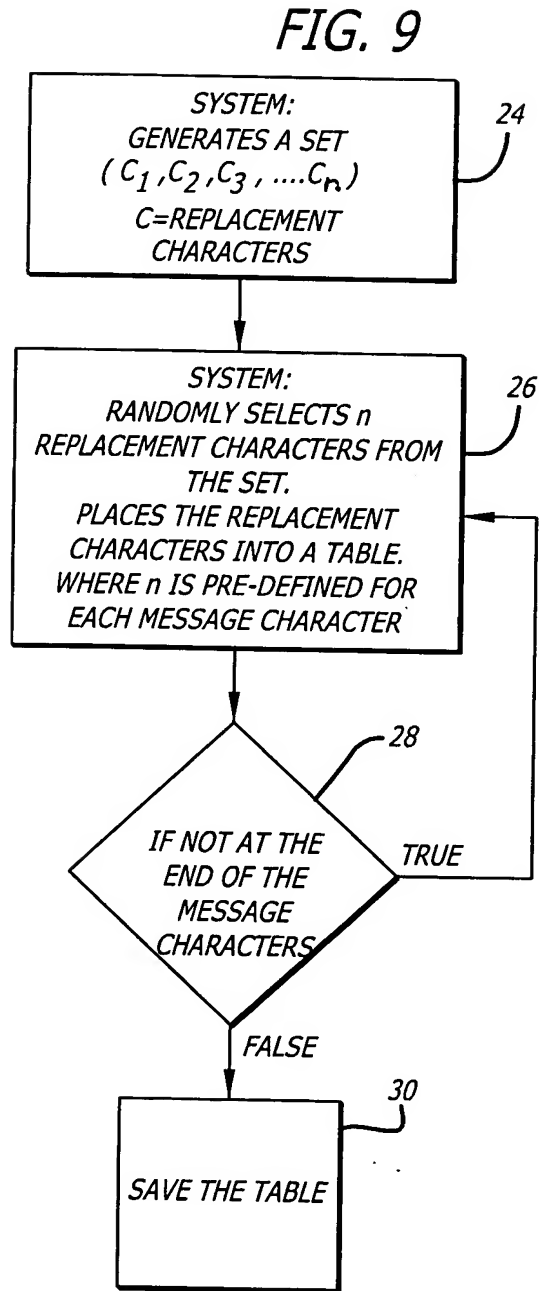 FIG. 9
SYSTEM:
GENERATES A SET
(C1,C2,C3,....Cn)
C=REPLACEMENT
CHARACTERS
24
SYSTEM:
RANDOMLY SELECTS n
REPLACEMENT CHARACTERS FROM
THE SET.
PLACES THE REPLACEMENT
CHARACTERS INTO A TABLE.
WHERE n IS PRE-DEFINED FOR
EACH MESSAGE CHARACTER
26
28
IF NOT AT THE
END OF THE
MESSAGE
CHARACTERS
TRUE
FALSE
30
SAVE THE TABLE